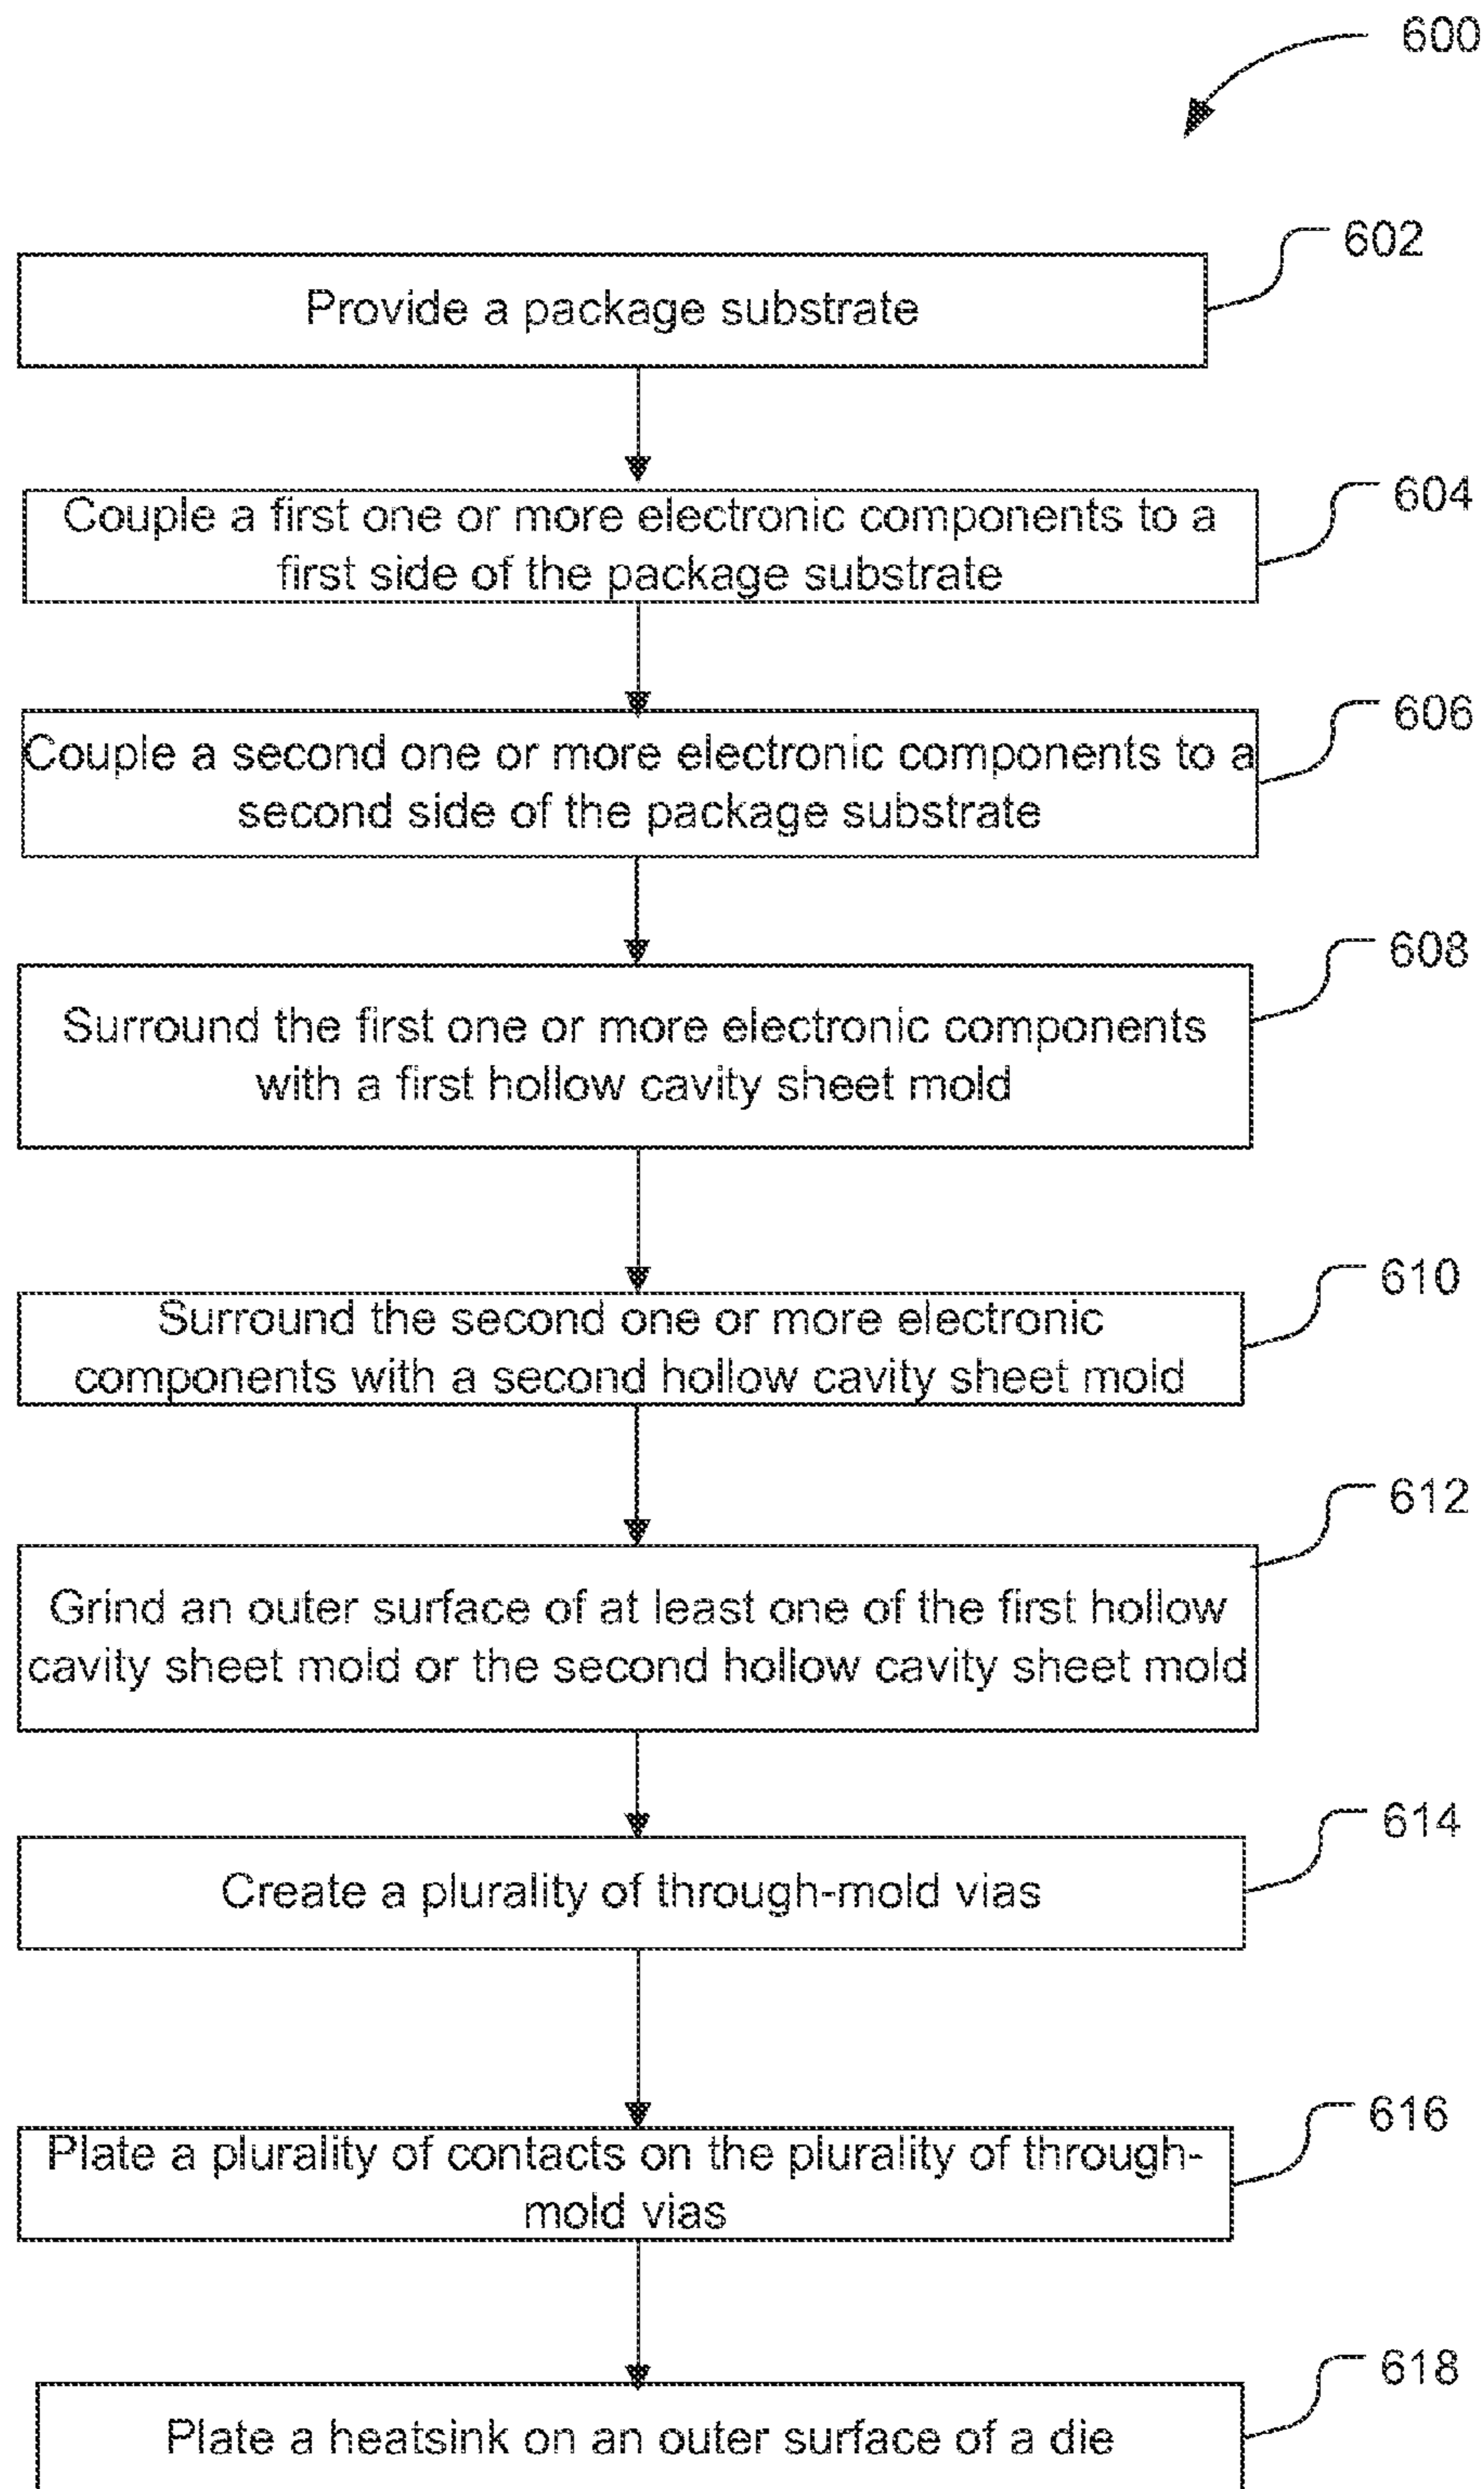 600
602
Provide a package substrate
604
Couple a first one or more electronic components to a
first side of the package substrate
606
Couple a second one or more electronic components to a
second side of the package substrate
608
Surround the first one or more electronic components
with a first hollow cavity sheet mold
610
Surround the second one or more electronic
components with a second hollow cavity sheet mold
612
Grind an outer surface of at least one of the first hollow
cavity sheet mold or the second hollow cavity sheet mold
614
Create a plurality of through-mold vias
616
Plate a plurality of contacts on the plurality of through-
mold vias
618
Plate a heatsink on an outer surface of a die